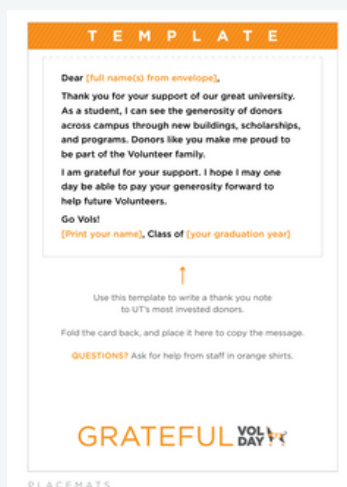 TEMPLATE
Dear [full name(s) from envelope],
Thank you for your support of our great university.
As a student, I can see the generosity of donors
across campus through new buildings, scholarships,
and programs. Donors like you make me proud to
be part of the Volunteer family.
I am grateful for your support. I hope I may one
day be able to pay your generosity forward to
help future Volunteers.
Go Vols!
[Print your name], Class of [your graduation year]
Use this template to write a thank you note
to UT's most invested donors.
Fold the card back, and place it here to copy the message.
QUESTIONS? Ask for help from staff in orange shirts.
GRATEFUL VOL DAY
PLACEMATS